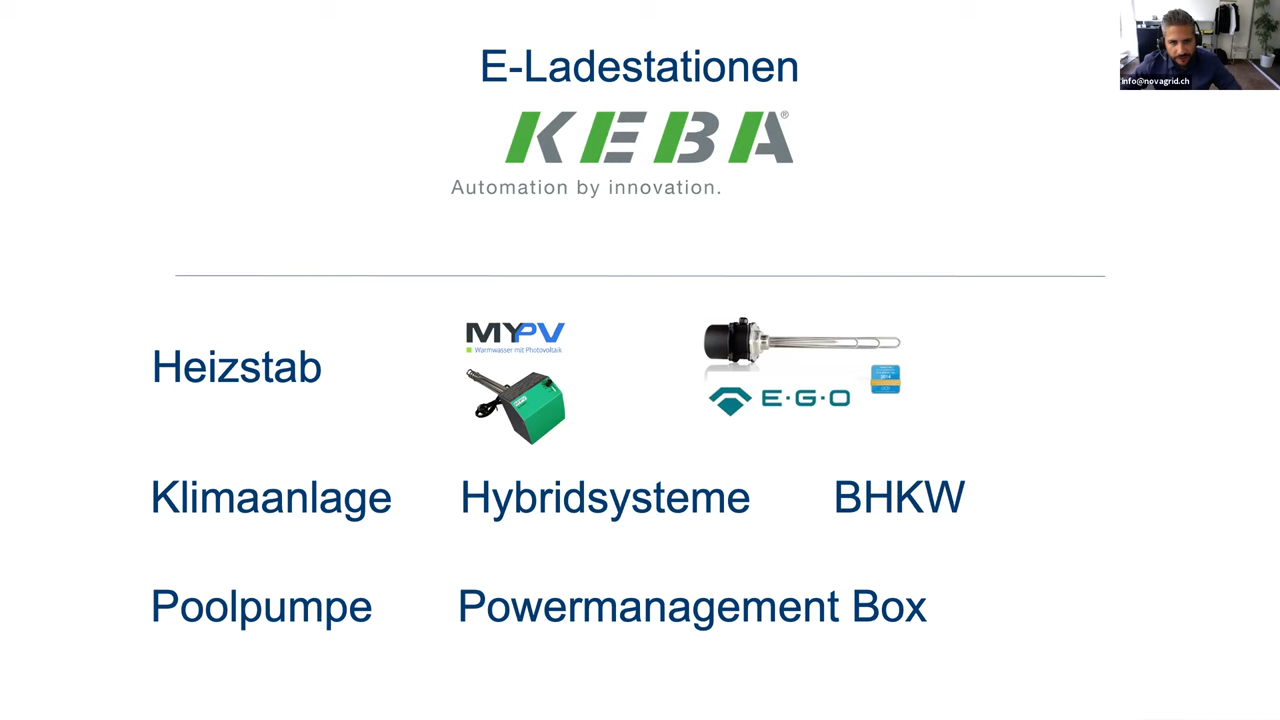 E-Ladestationen
KEBA®
Automation by innovation.
info@novagrid.ch
MYPV
Warmwasser mit Photovoltaik
Heizstab
E·G·O
Klimaanlage Hybridsysteme BHKW
Poolpumpe Powermanagement Box